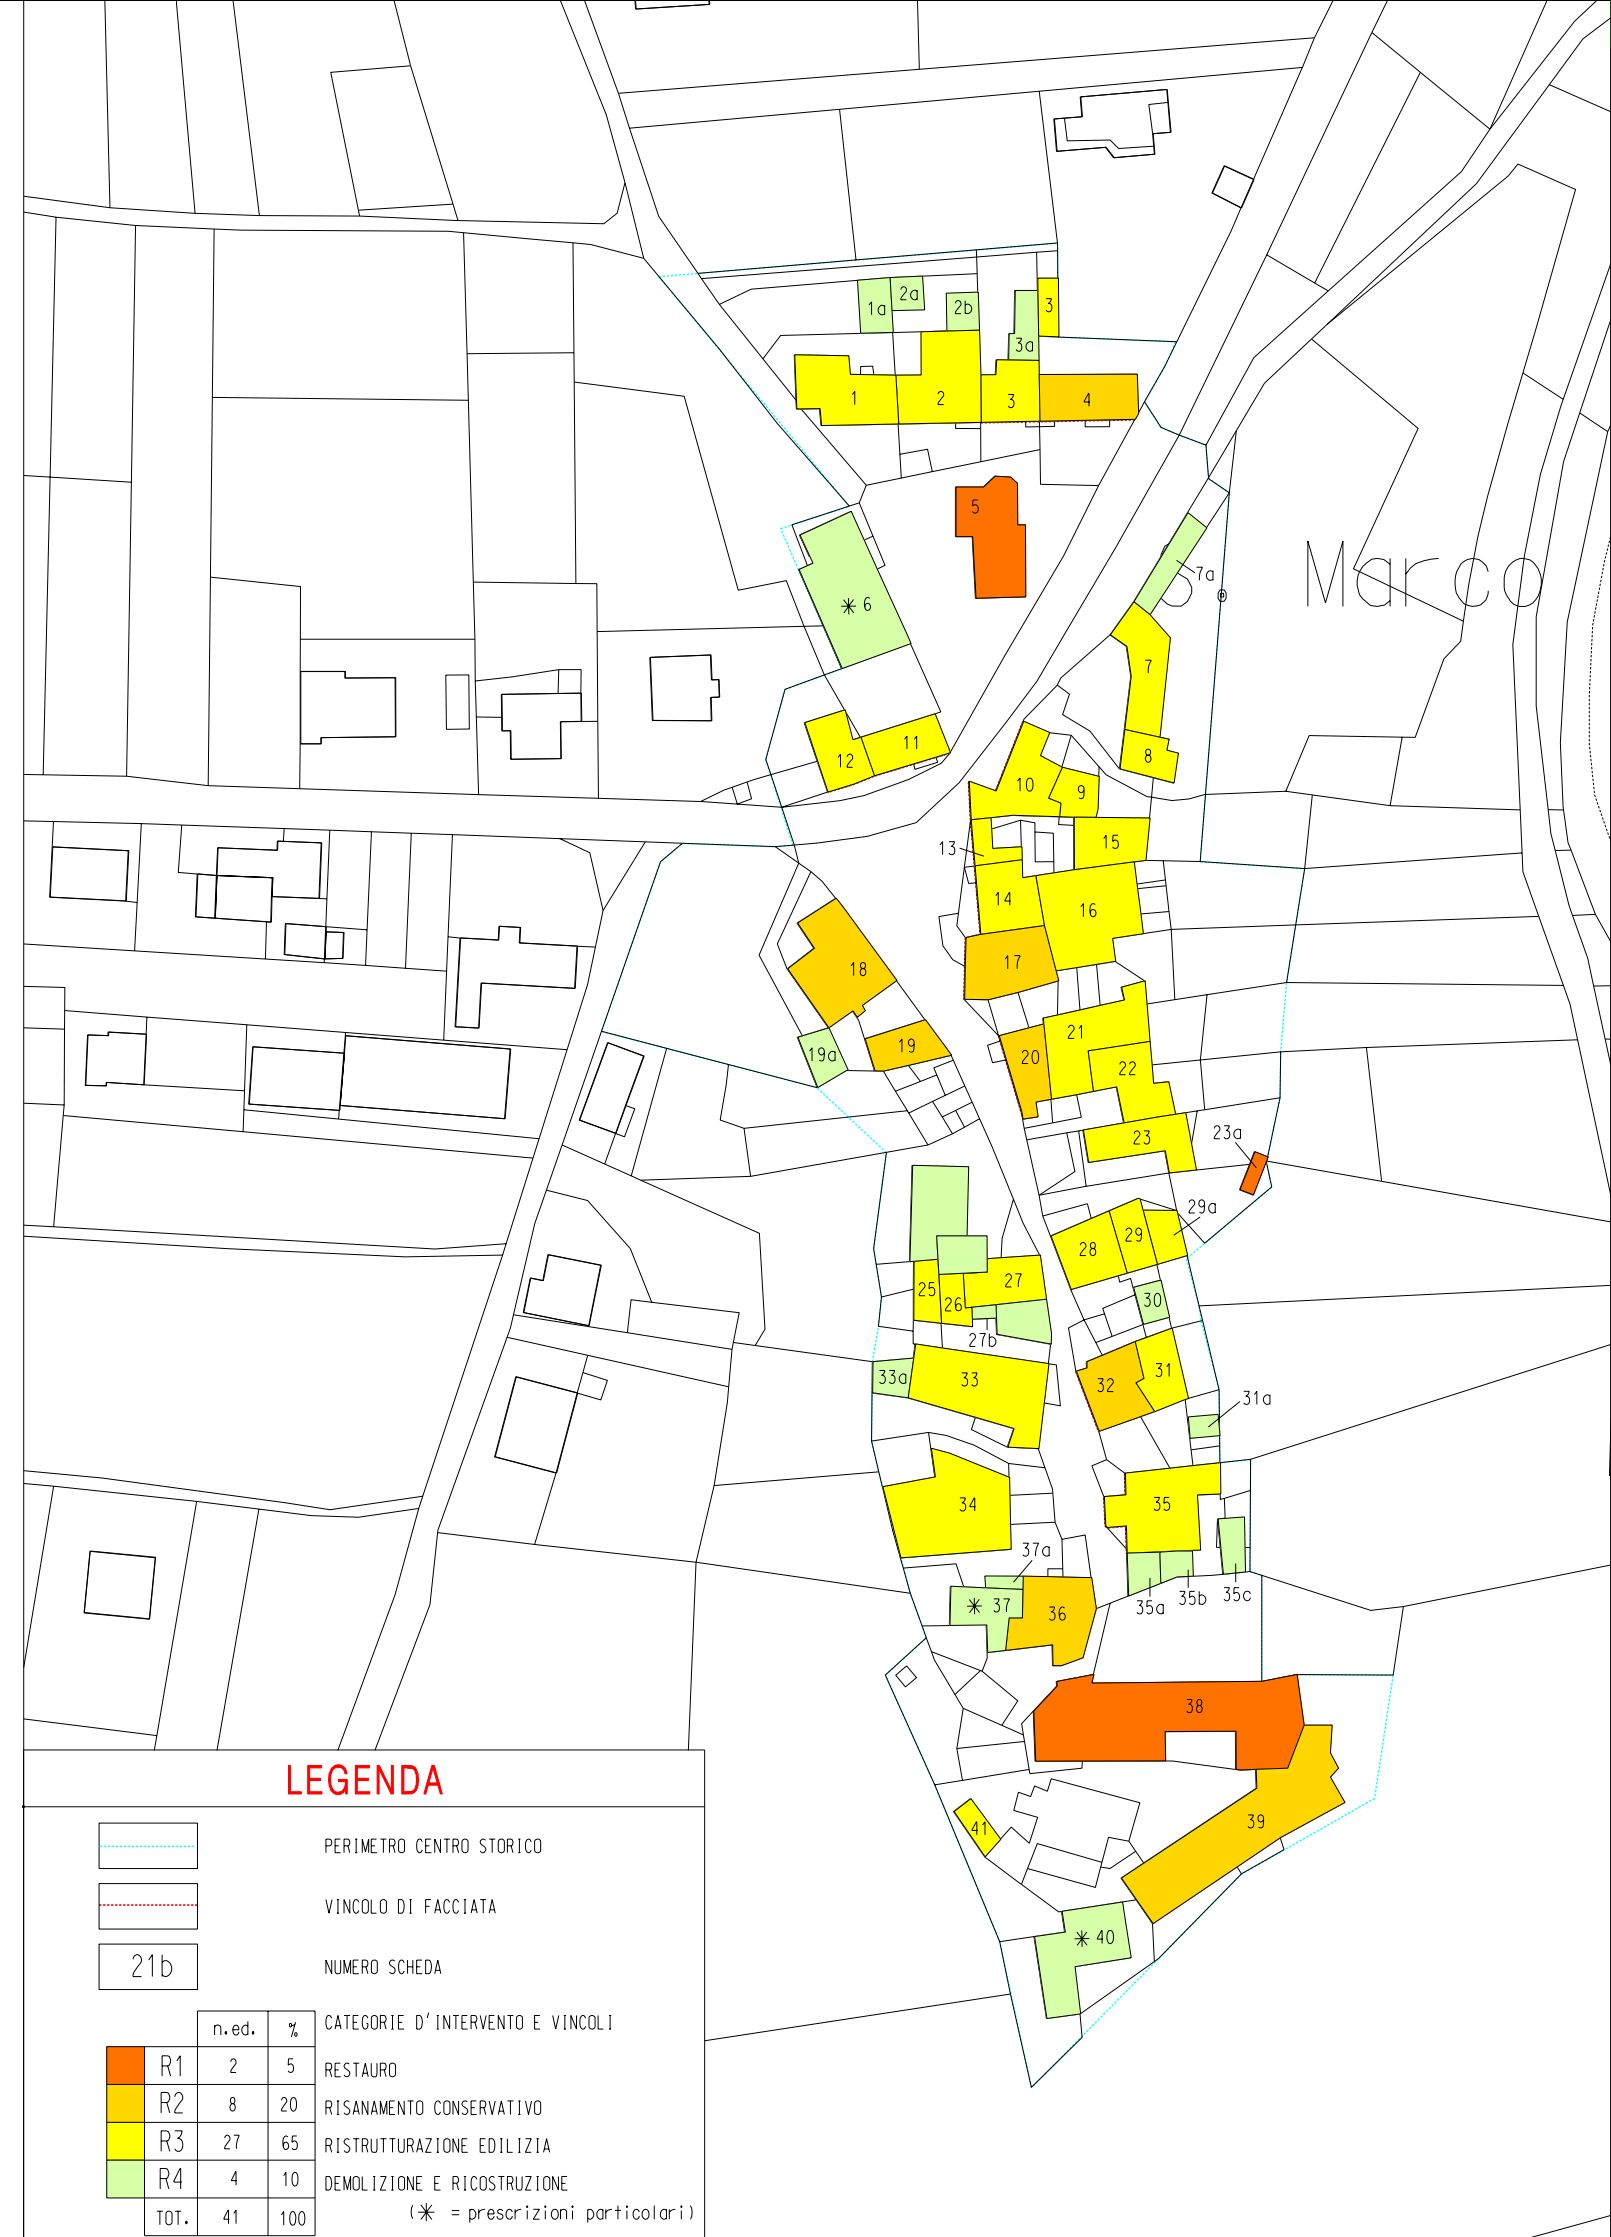 1a
2a
2b
3
3a
1
2
3
4
5
7a
S. Marco
✳ 6
7
8
11
12
10
9
13
15
14
16
17
18
19
19a
20
21
22
23
23a
28
29
29a
25
26
27
27b
30
31
32
31a
33a
33
34
35
35a
35b
35c
37a
✳ 37
36
38
39
41
✳ 40
LEGENDA
PERIMETRO CENTRO STORICO
VINCOLO DI FACCIATA
21b NUMERO SCHEDA
n.ed. % CATEGORIE D'INTERVENTO E VINCOLI
R1 2 5 RESTAURO
R2 8 20 RISANAMENTO CONSERVATIVO
R3 27 65 RISTRUTTURAZIONE EDILIZIA
R4 4 10 DEMOLIZIONE E RICOSTRUZIONE
TOT. 41 100 (✳ = prescrizioni particolari)